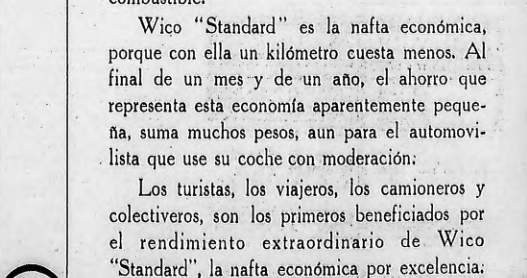 combustible.
Wico "Standard" es la nafta económica,
porque con ella un kilómetro cuesta menos. Al
final de un mes y de un año, el ahorro que
representa esta economía aparentemente peque-
ña, suma muchos pesos, aun para el automovi-
lista que use su coche con moderación.
Los turistas, los viajeros, los camioneros y
colectiveros, son los primeros beneficiados por
el rendimiento extraordinario de Wico
"Standard", la nafta económica por excelencia.